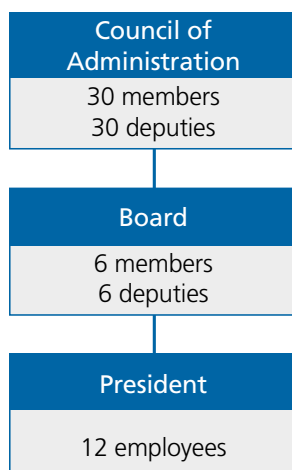 Council of
Administration
30 members
30 deputies
Board
6 members
6 deputies
President
12 employees